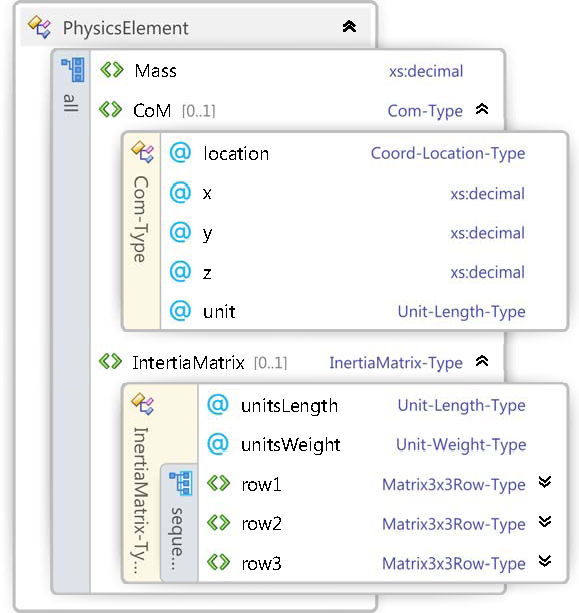 PhysicsElement
all
Mass xs:decimal
CoM [0..1] Com-Type
Com-Type
location Coord-Location-Type
x xs:decimal
y xs:decimal
z xs:decimal
unit Unit-Length-Type
IntertiaMatrix [0..1] InertiaMatrix-Type
InertiaMatrix-Ty...
unitsLength Unit-Length-Type
unitsWeight Unit-Weight-Type
seque...
row1 Matrix3x3Row-Type
row2 Matrix3x3Row-Type
row3 Matrix3x3Row-Type